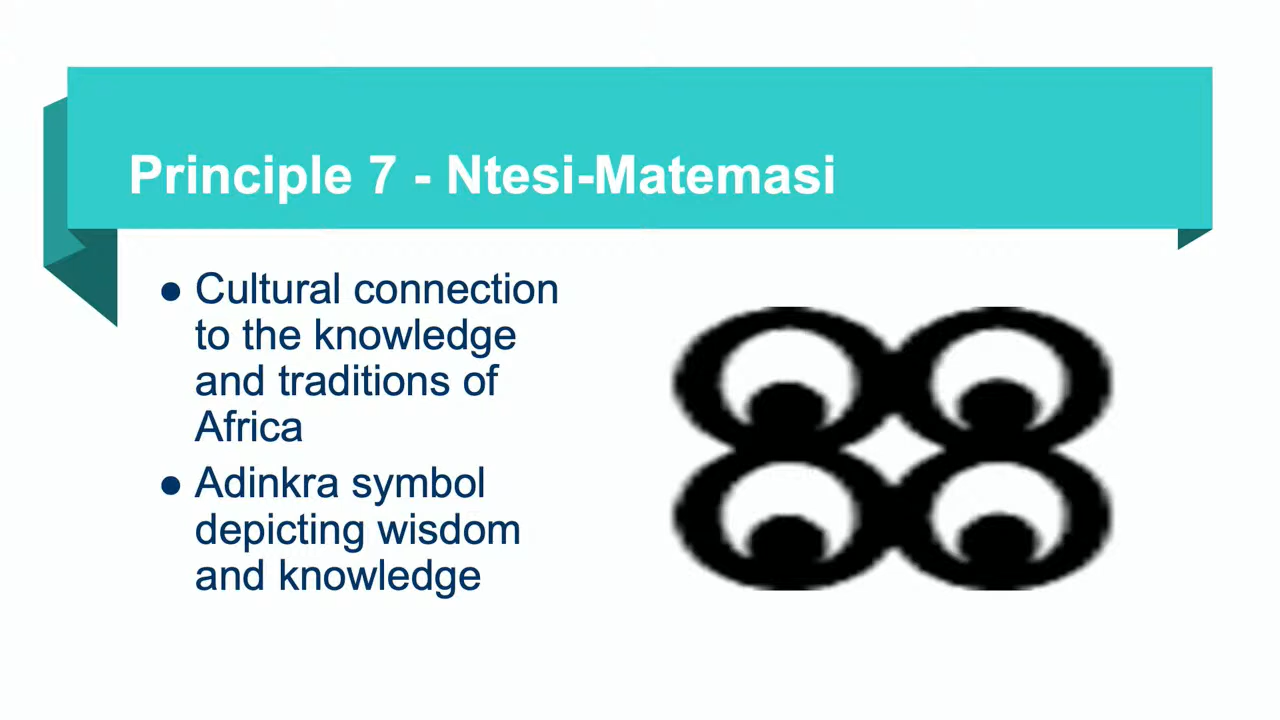 Principle 7 - Ntesi-Matemasi
● Cultural connection
to the knowledge
and traditions of
Africa
● Adinkra symbol
depicting wisdom
and knowledge